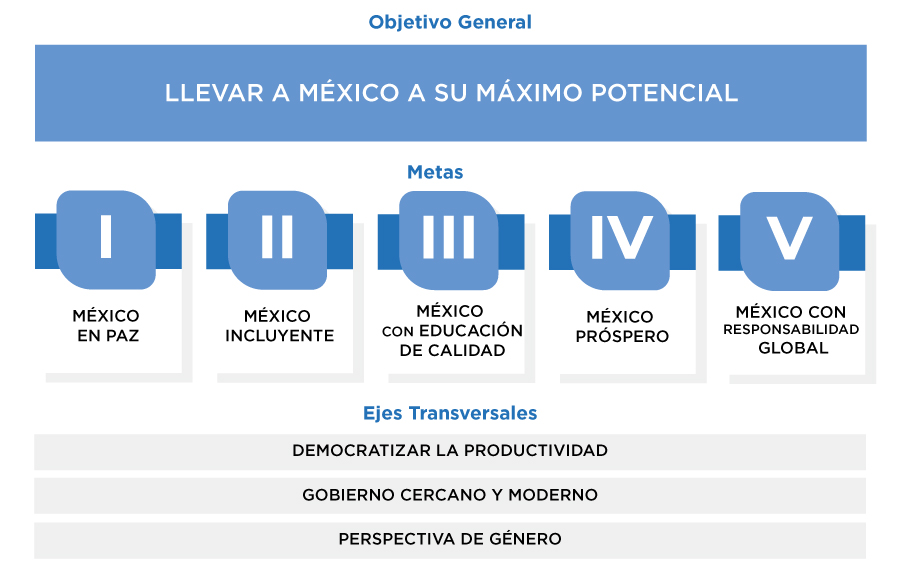 Objetivo General
LLEVAR A MÉXICO A SU MÁXIMO POTENCIAL
Metas
I
MÉXICO
EN PAZ
II
MÉXICO
INCLUYENTE
III
MÉXICO
CON EDUCACIÓN
DE CALIDAD
IV
MÉXICO
PRÓSPERO
V
MÉXICO CON
RESPONSABILIDAD
GLOBAL
Ejes Transversales
DEMOCRATIZAR LA PRODUCTIVIDAD
GOBIERNO CERCANO Y MODERNO
PERSPECTIVA DE GÉNERO